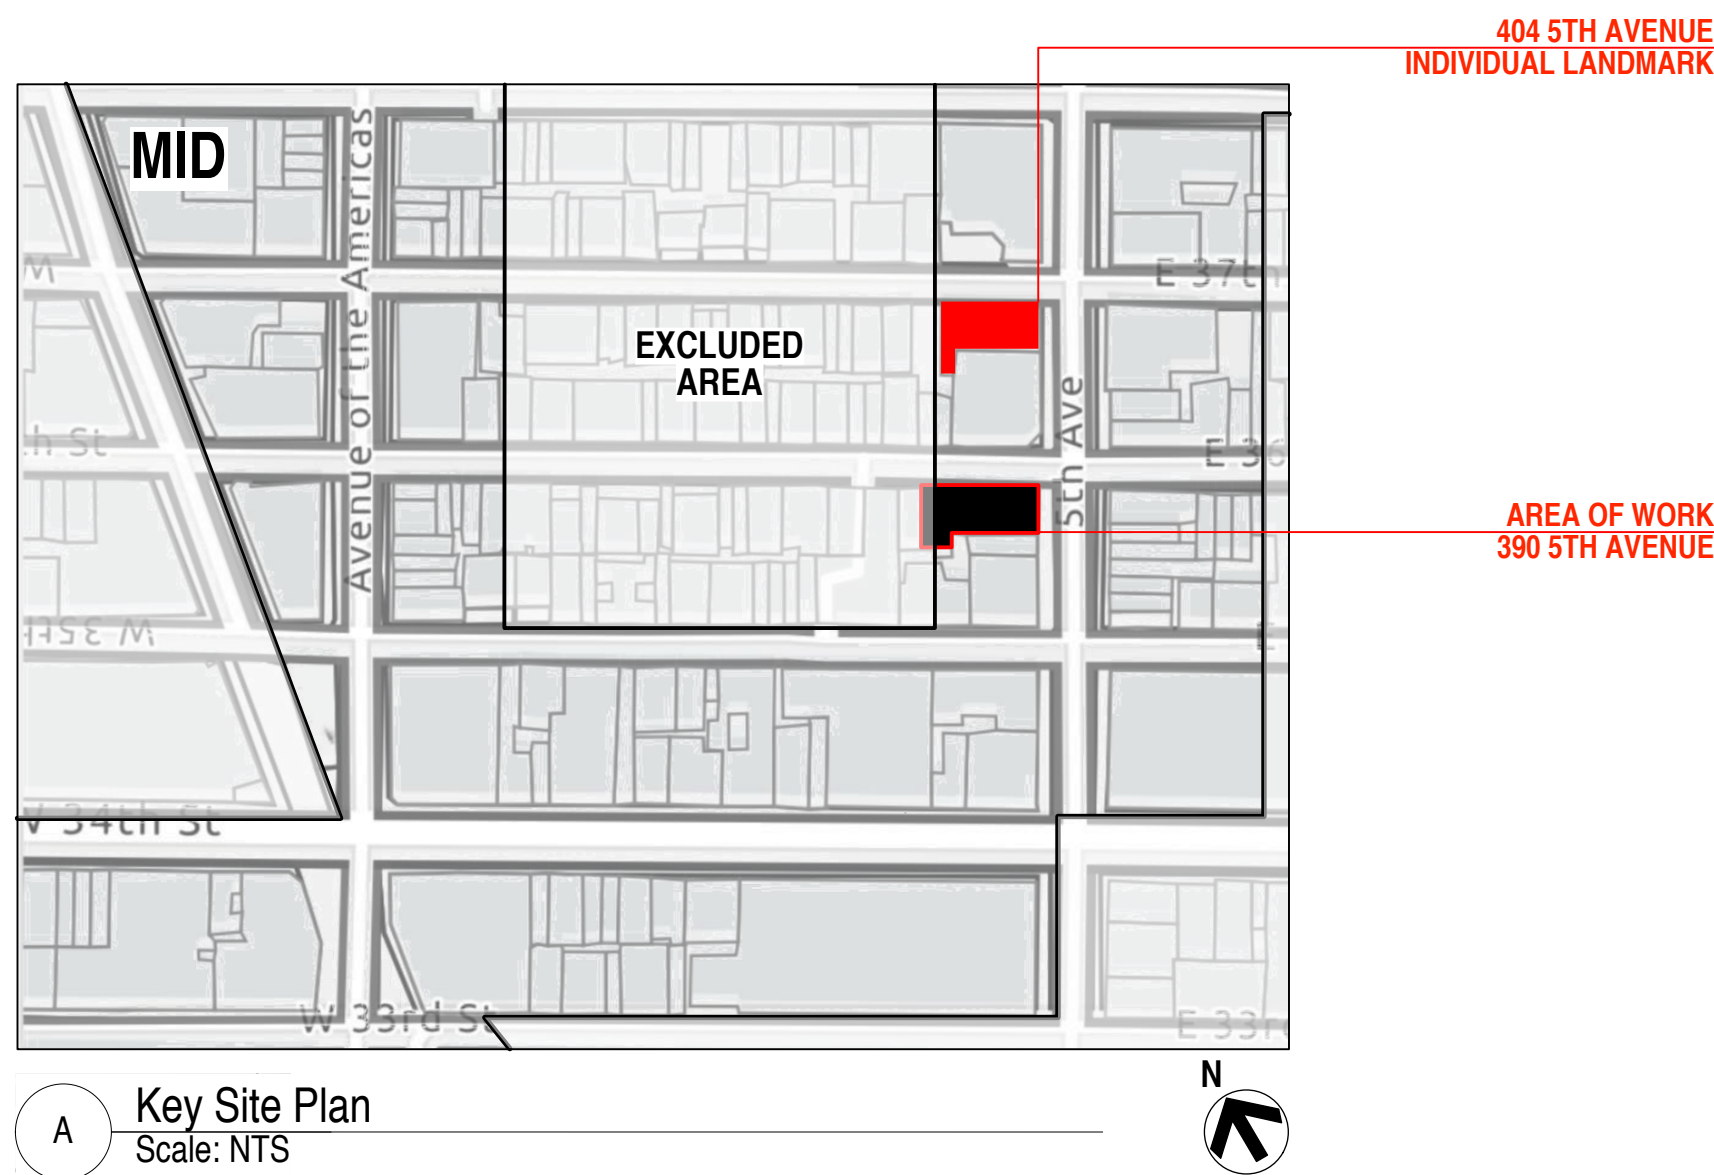 404 5TH AVENUE
INDIVIDUAL LANDMARK
MID
Avenue of the Americas
W
E 37th
EXCLUDED
AREA
5th Ave
th St
E 36
AREA OF WORK
390 5TH AVENUE
W 35th
E
W 34th St
W 33rd St
E 33rd
A
Key Site Plan
Scale: NTS
N